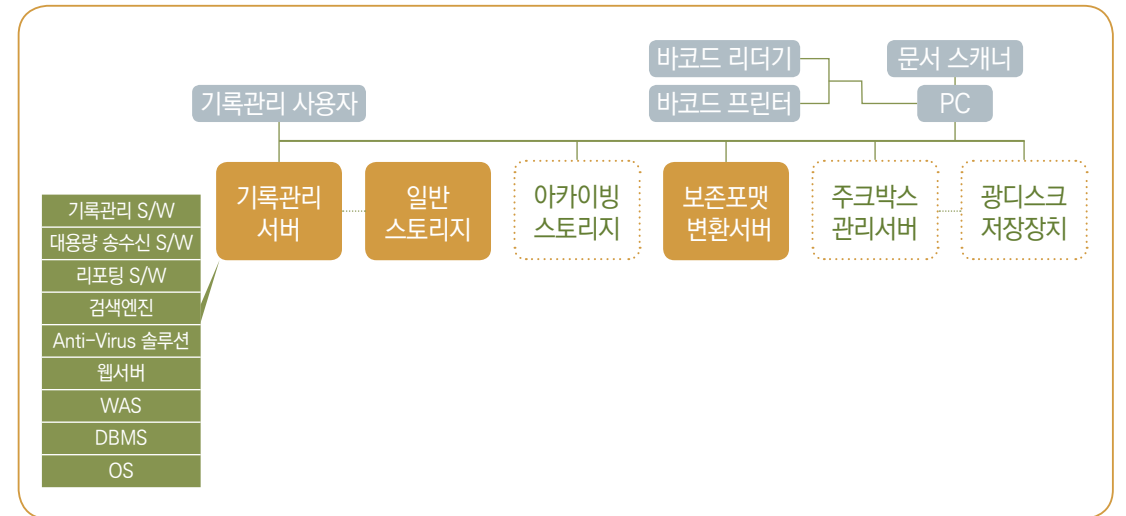 바코드 리더기
문서 스캐너
기록관리 사용자
바코드 프린터
PC
기록관리
서버
일반
스토리지
아카이빙
스토리지
보존포맷
변환서버
주크박스
관리서버
광디스크
저장장치
기록관리 S/W
대용량 송수신 S/W
리포팅 S/W
검색엔진
Anti-Virus 솔루션
웹서버
WAS
DBMS
OS